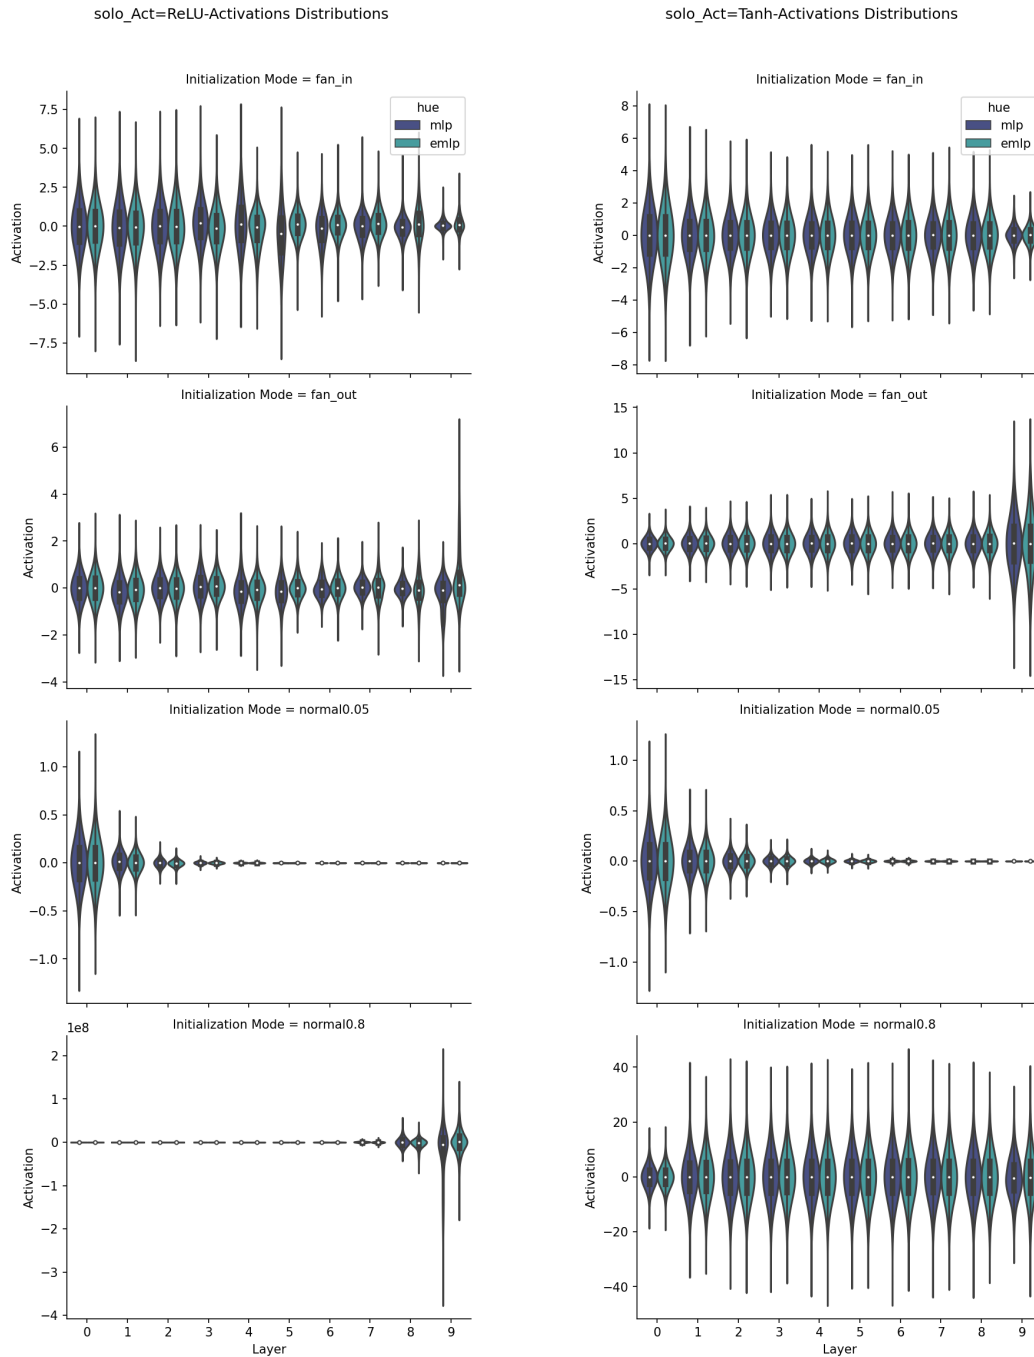 solo_Act=ReLU-Activations Distributions
Initialization Mode = fan_in
hue
mlp
emlp
7.5
5.0
2.5
0.0
−2.5
−5.0
−7.5
Activation
Initialization Mode = fan_out
6
4
2
0
−2
−4
Activation
Initialization Mode = normal0.05
1.0
0.5
0.0
−0.5
−1.0
Activation
1e8
Initialization Mode = normal0.8
2
1
0
−1
−2
−3
−4
Activation
0 1 2 3 4 5 6 7 8 9
Layer
solo_Act=Tanh-Activations Distributions
Initialization Mode = fan_in
hue
mlp
emlp
8
6
4
2
0
−2
−4
−6
−8
Activation
Initialization Mode = fan_out
15
10
5
0
−5
−10
−15
Activation
Initialization Mode = normal0.05
1.0
0.5
0.0
−0.5
−1.0
Activation
Initialization Mode = normal0.8
40
20
0
−20
−40
Activation
0 1 2 3 4 5 6 7 8 9
Layer